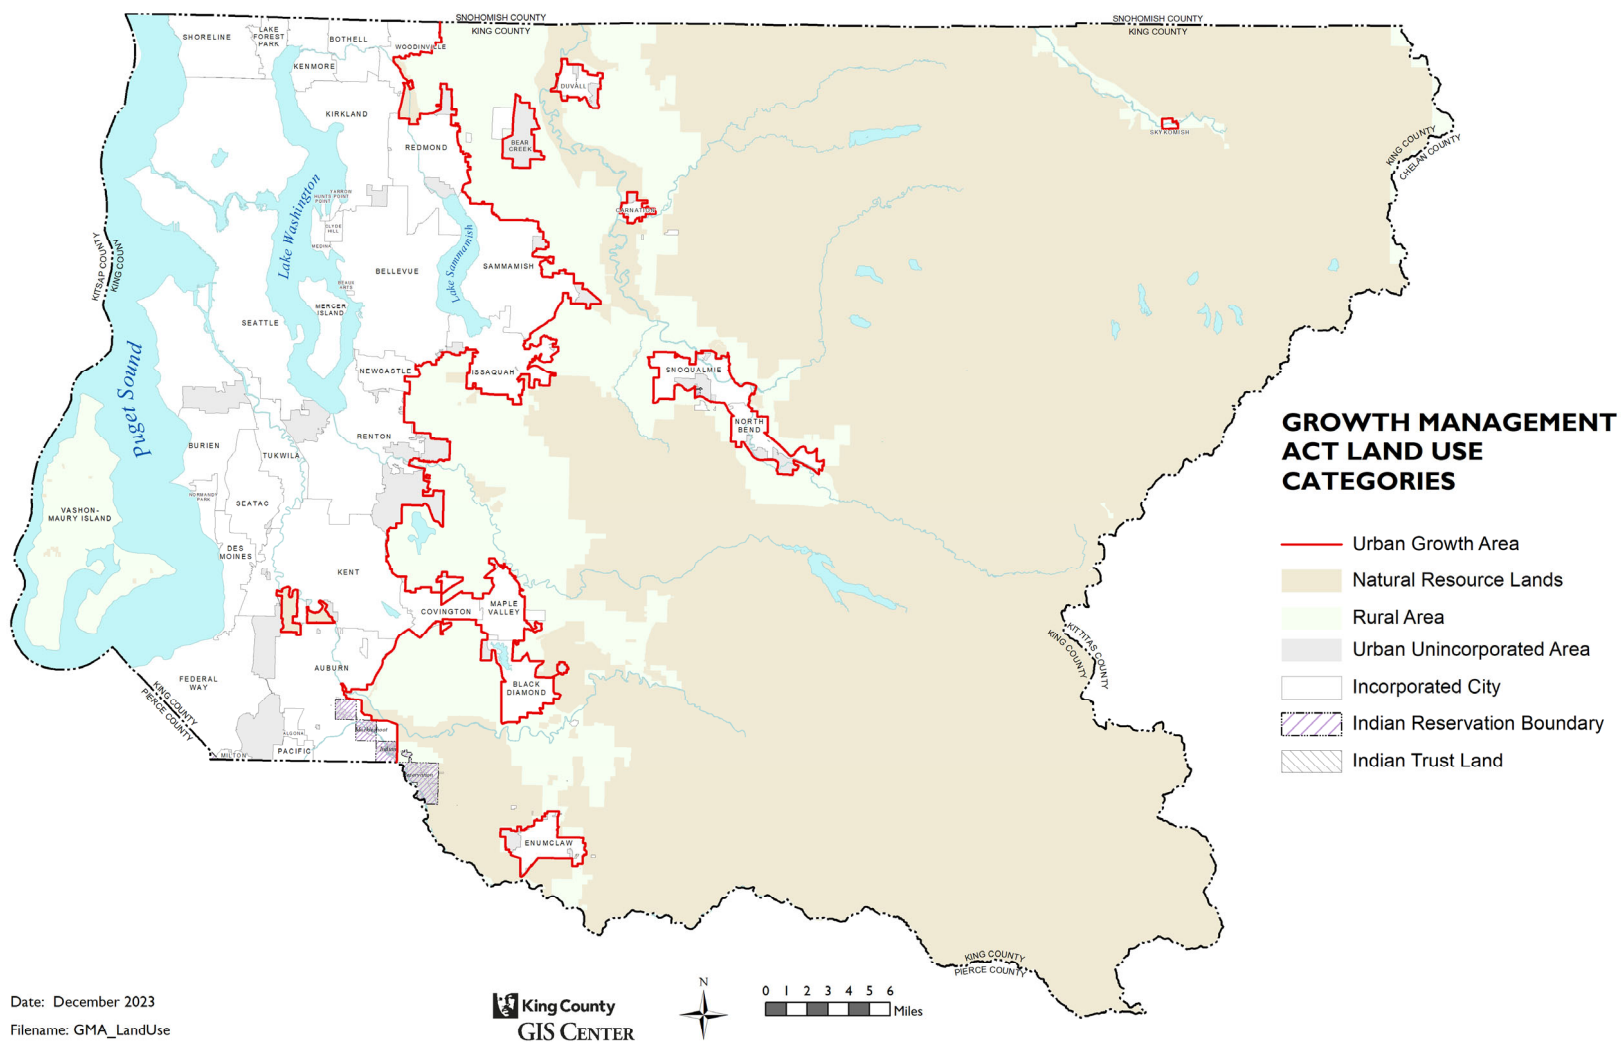 SNOHOMISH COUNTY
KING COUNTY
SNOHOMISH COUNTY
KING COUNTY
SHORELINE
LAKE
FOREST
PARK
BOTHELL
WOODINVILLE
KENMORE
DUVALL
KIRKLAND
REDMOND
BEAR
CREEK
SKYKOMISH
KING COUNTY
CHELAN COUNTY
Lake Washington
YARROW
POINT
HUNTS
POINT
CLYDE
HILL
MEDINA
CARNATION
KITSAP COUNTY
KING COUNTY
BELLEVUE
Lake Sammamish
SAMMAMISH
BEAUX
ARTS
MERCER
ISLAND
SEATTLE
Puget Sound
NEWCASTLE
ISSAQUAH
SNOQUALMIE
NORTH
BEND
RENTON
BURIEN
TUKWILA
NORMANDY
PARK
SEATAC
VASHON-
MAURY ISLAND
DES
MOINES
KENT
COVINGTON
MAPLE
VALLEY
KITTITAS COUNTY
KING COUNTY
AUBURN
FEDERAL
WAY
BLACK
DIAMOND
KING COUNTY
PIERCE COUNTY
ALGONA
PACIFIC
MILTON
Muckleshoot
Indian
Reservation
ENUMCLAW
KING COUNTY
PIERCE COUNTY
GROWTH MANAGEMENT
ACT LAND USE
CATEGORIES
Urban Growth Area
Natural Resource Lands
Rural Area
Urban Unincorporated Area
Incorporated City
Indian Reservation Boundary
Indian Trust Land
Date: December 2023
Filename: GMA_LandUse
King County
GIS CENTER
N
0 1 2 3 4 5 6
Miles